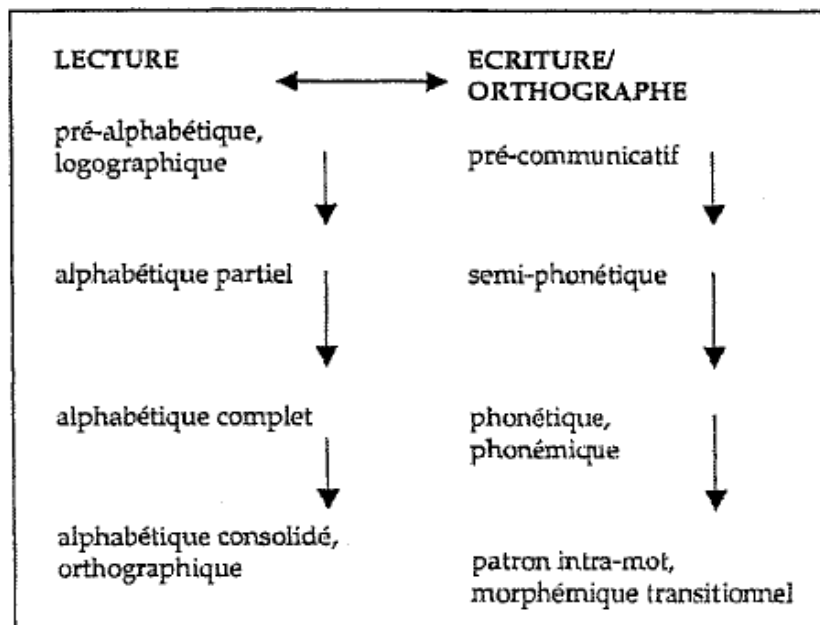 LECTURE
pré-alphabétique,
logographique
alphabétique partiel
alphabétique complet
alphabétique consolidé,
orthographique
ECRITURE/
ORTHOGRAPHE
pré-communicatif
semi-phonétique
phonétique,
phonémique
patron intra-mot,
morphémique transitionnel